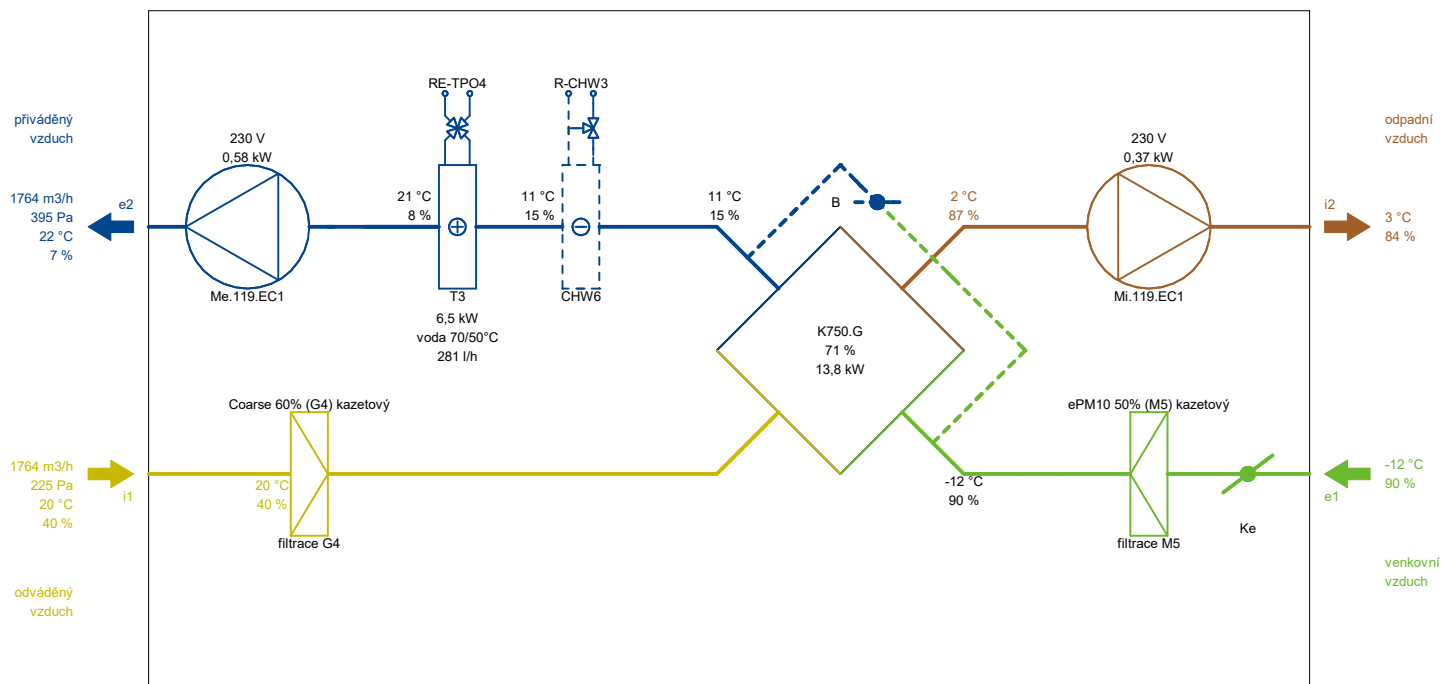 RE-TPO4
R-CHW3
přiváděný
vzduch
230 V
0,58 kW
odpadní
vzduch
230 V
0,37 kW
1764 m3/h
395 Pa
22 °C
7 %
e2
21 °C
8 %
11 °C
15 %
11 °C
15 %
B
2 °C
87 %
i2
3 °C
84 %
Me.119.EC1
T3
CHW6
Mi.119.EC1
6,5 kW
voda 70/50°C
281 l/h
K750.G
71 %
13,8 kW
Coarse 60% (G4) kazetový
ePM10 50% (M5) kazetový
1764 m3/h
225 Pa
20 °C
40 %
i1
20 °C
40 %
-12 °C
90 %
-12 °C
90 %
e1
filtrace G4
filtrace M5
Ke
odváděný
vzduch
venkovní
vzduch